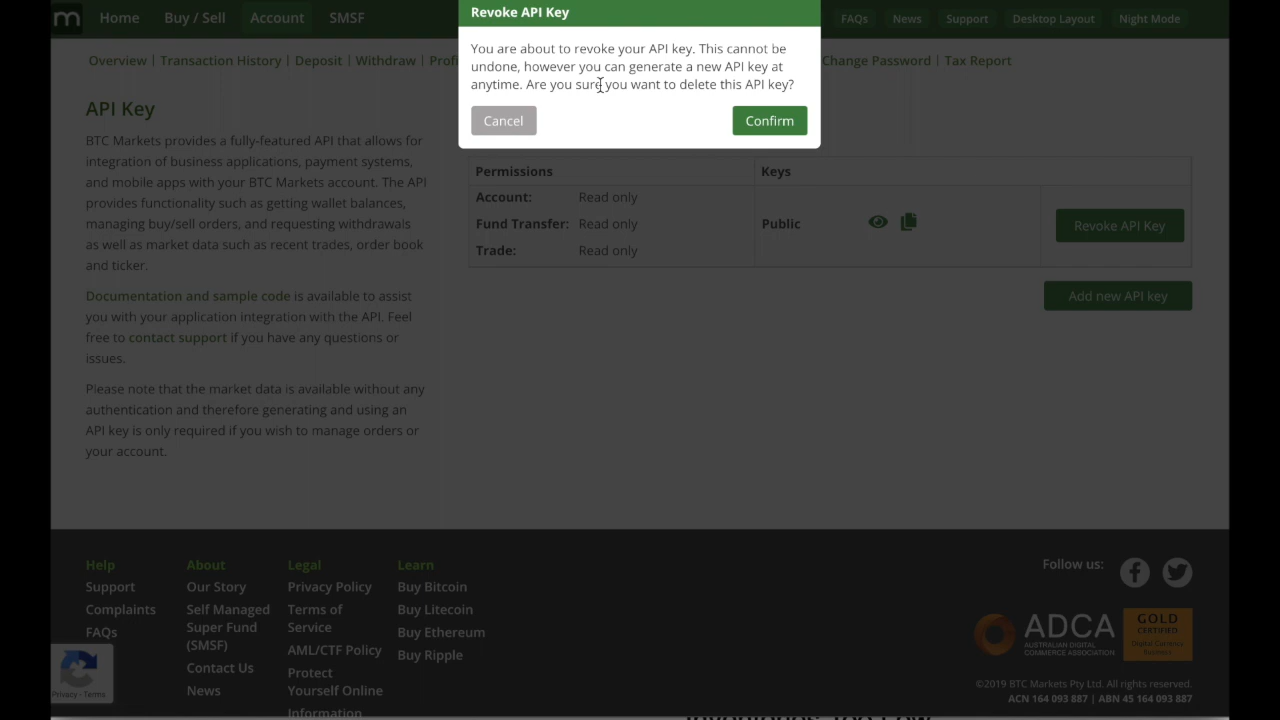 m Home Buy / Sell Account SMSF FAQs News Support Desktop Layout Night Mode
Revoke API Key
You are about to revoke your API key. This cannot be
undone, however you can generate a new API key at
anytime. Are you sure you want to delete this API key?
Cancel Confirm
Overview | Transaction History | Deposit | Withdraw | Change Password | Tax Report
API Key
BTC Markets provides a fully-featured API that allows for
integration of business applications, payment systems,
and mobile apps with your BTC Markets account. The API
provides functionality such as getting wallet balances,
managing buy/sell orders, and requesting withdrawals
as well as market data such as recent trades, order book
and ticker.
Documentation and sample code is available to assist
you with your application integration with the API. Feel
free to contact support if you have any questions or
issues.
Please note that the market data is available without any
authentication and therefore generating and using an
API key is only required if you wish to manage orders or
your account.
Permissions Keys
Account: Read only
Fund Transfer: Read only
Trade: Read only
Public
Revoke API Key
Add new API key
Help
Support
Complaints
FAQs
About
Our Story
Self Managed
Super Fund
(SMSF)
Contact Us
News
Legal
Privacy Policy
Terms of
Service
AML/CTF Policy
Protect
Yourself Online
Information
Learn
Buy Bitcoin
Buy Litecoin
Buy Ethereum
Buy Ripple
Follow us:
ADCA
AUSTRALIAN DIGITAL
COMMERCE ASSOCIATION
GOLD
CERTIFIED
Digital Currency
Business
©2019 BTC Markets Pty Ltd. All rights reserved.
ACN 164 093 887 | ABN 45 164 093 887
Privacy - Terms